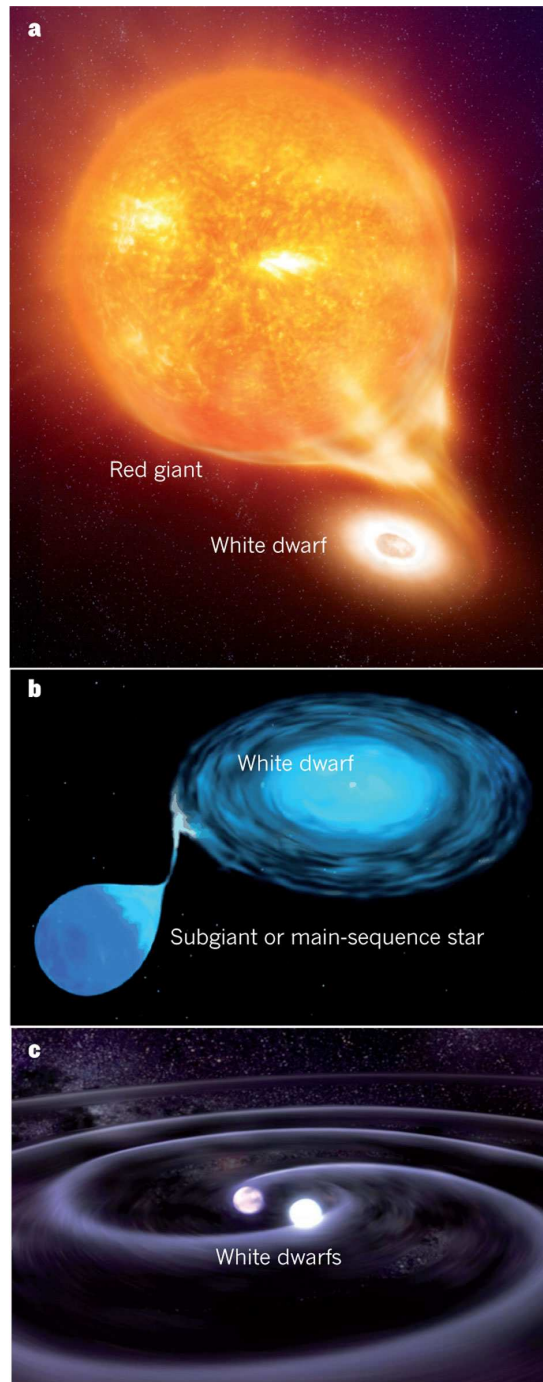 a
Red giant
White dwarf
b
White dwarf
Subgiant or main-sequence star
c
White dwarfs